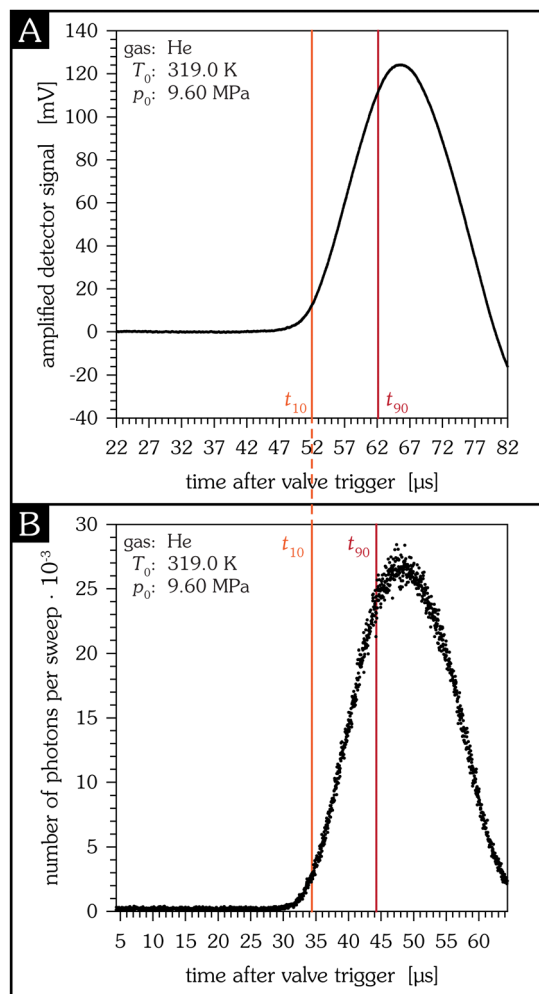 A
gas: He
T₀: 319.0 K
p₀: 9.60 MPa
140
120
100
80
60
40
20
0
-20
-40
amplified detector signal [mV]
t₁₀
t₉₀
22 27 32 37 42 47 52 57 62 67 72 77 82
time after valve trigger [µs]
B
gas: He
T₀: 319.0 K
p₀: 9.60 MPa
t₁₀
t₉₀
30
25
20
15
10
5
0
number of photons per sweep · 10⁻³
5 10 15 20 25 30 35 40 45 50 55 60
time after valve trigger [µs]